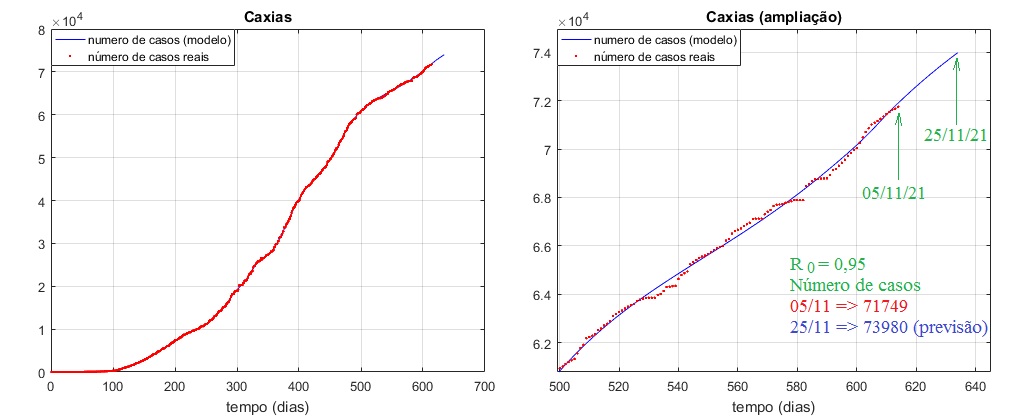 Caxias
×10⁴
numero de casos (modelo)
número de casos reais
8
7
6
5
4
3
2
1
0
0 100 200 300 400 500 600 700
tempo (dias)
Caxias (ampliação)
×10⁴
numero de casos (modelo)
número de casos reais
7.4
7.2
7
6.8
6.6
6.4
6.2
25/11/21
05/11/21
R 0 = 0,95
Número de casos
05/11 => 71749
25/11 => 73980 (previsão)
500 520 540 560 580 600 620 640
tempo (dias)